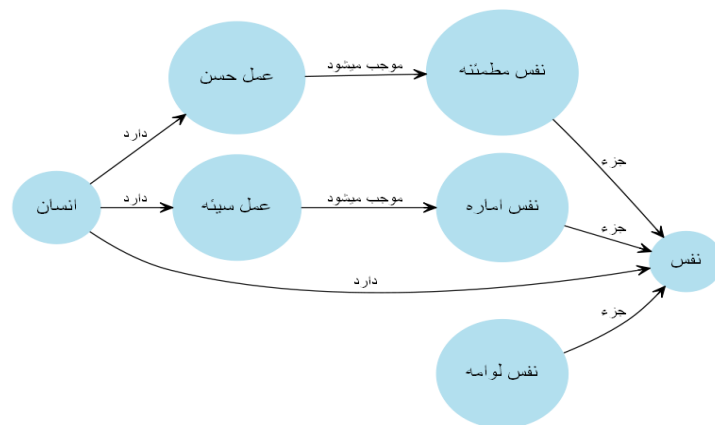 عمل حسن
موجب میشود
نفس مطمئنه
دارد
جزء
انسان
دارد
عمل سیئه
موجب میشود
نفس اماره
جزء
نفس
دارد
جزء
نفس لوامه